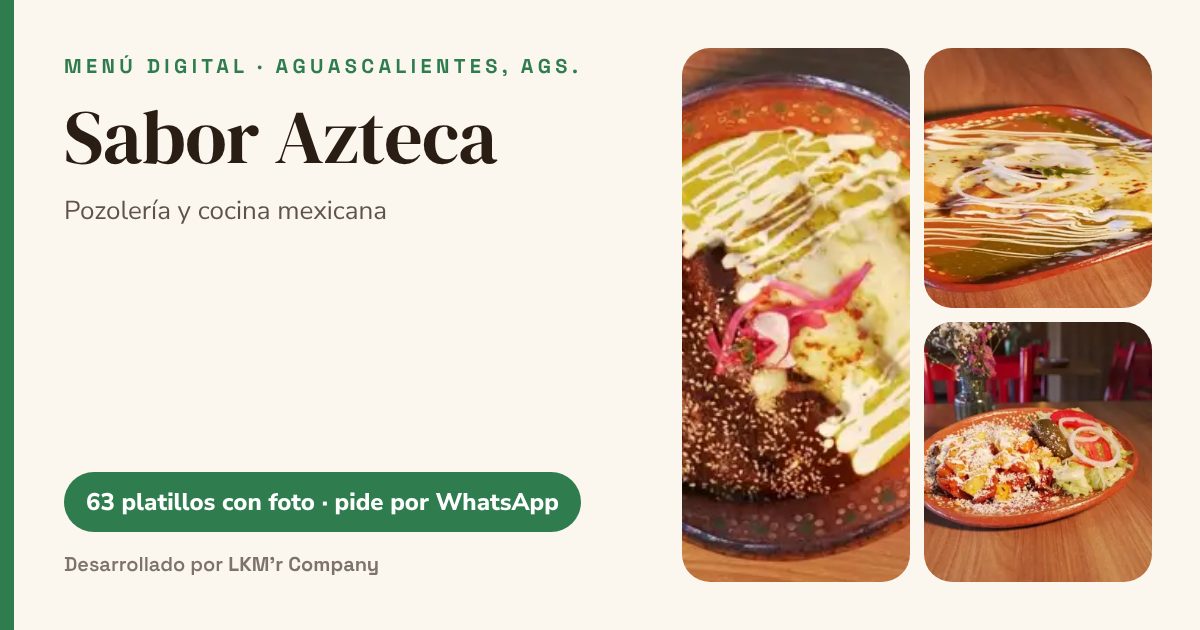 MENÚ DIGITAL · AGUASCALIENTES, AGS.
Sabor Azteca
Pozolería y cocina mexicana
63 platillos con foto · pide por WhatsApp
Desarrollado por LKM’r Company